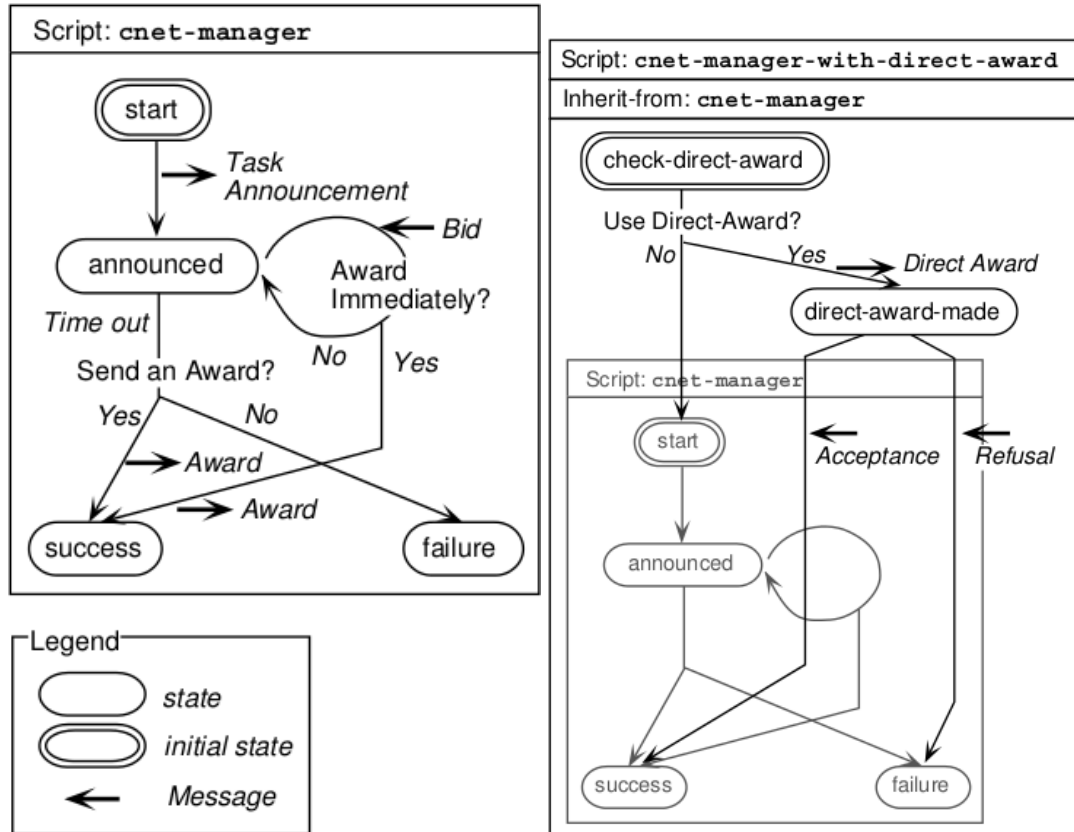 Script: cnet-manager
start
Task
Announcement
Bid
announced
Award
Immediately?
Time out
No
Yes
Send an Award?
Yes
No
Award
Award
success
failure
Legend
state
initial state
Message
Script: cnet-manager-with-direct-award
Inherit-from: cnet-manager
check-direct-award
Use Direct-Award?
No
Yes
Direct Award
direct-award-made
Script: cnet-manager
start
Acceptance
Refusal
announced
success
failure